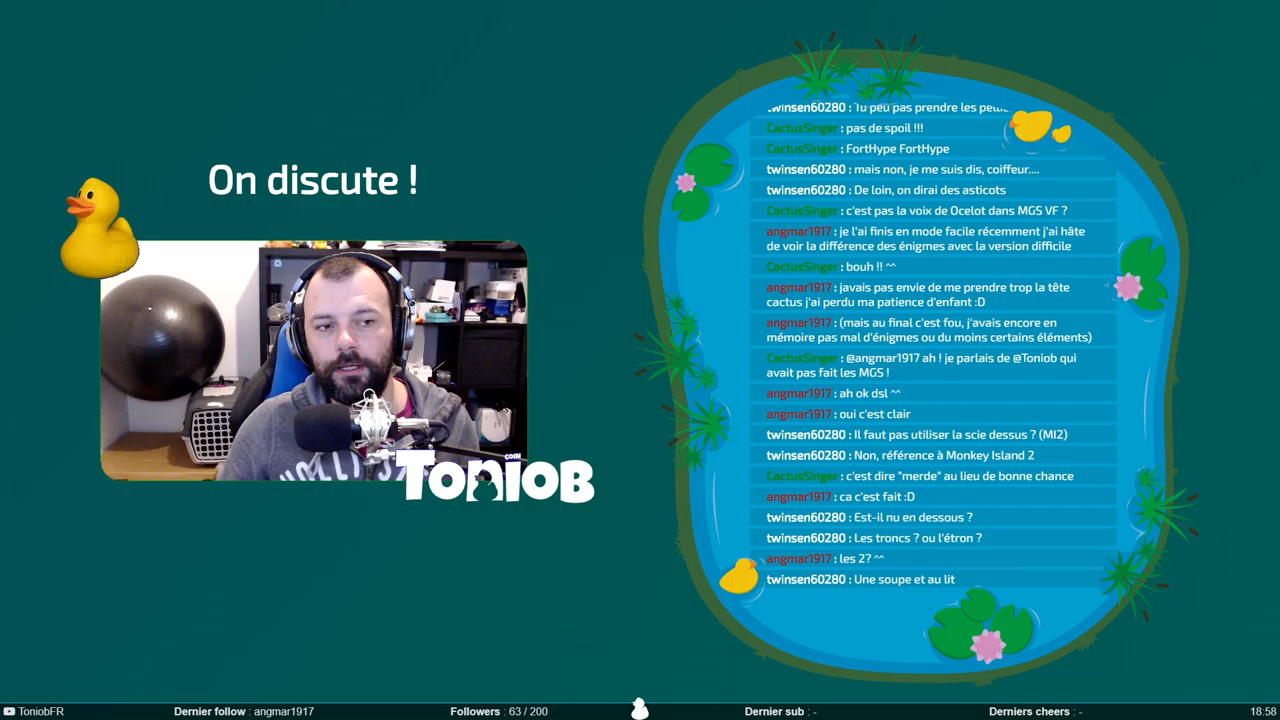 On discute !
HOLLIS
COIN
TONIOB
twinsen60280 : Tu peu pas prendre les
CactusSinger : pas de spoil !!!
CactusSinger : FortHype FortHype
twinsen60280 : mais non, je me suis dis, coiffeur....
twinsen60280 : De loin, on dirai des asticots
CactusSinger : c'est pas la voix de Ocelot dans MGS VF ?
angmar1917 : je l'ai finis en mode facile récemment j'ai hâte
de voir la différence des énigmes avec la version difficile
CactusSinger : bouh !! ^^
angmar1917 : javais pas envie de me prendre trop la tête
cactus j'ai perdu ma patience d'enfant :D
angmar1917 : (mais au final c'est fou, j'avais encore en
mémoire pas mal d'énigmes ou du moins certains éléments)
CactusSinger : @angmar1917 ah ! je parlais de @Toniob qui
avait pas fait les MGS !
angmar1917 : ah ok dsl ^^
angmar1917 : oui c'est clair
twinsen60280 : Il faut pas utiliser la scie dessus ? (MI2)
twinsen60280 : Non, référence à Monkey Island 2
CactusSinger : c'est dire "merde" au lieu de bonne chance
angmar1917 : ca c'est fait :D
twinsen60280 : Est-il nu en dessous ?
twinsen60280 : Les troncs ? ou l'étron ?
angmar1917 : les 2? ^^
twinsen60280 : Une soupe et au lit
ToniobFR Dernier follow : angmar1917 Followers : 63 / 200 Dernier sub : - Derniers cheers : - 18:58